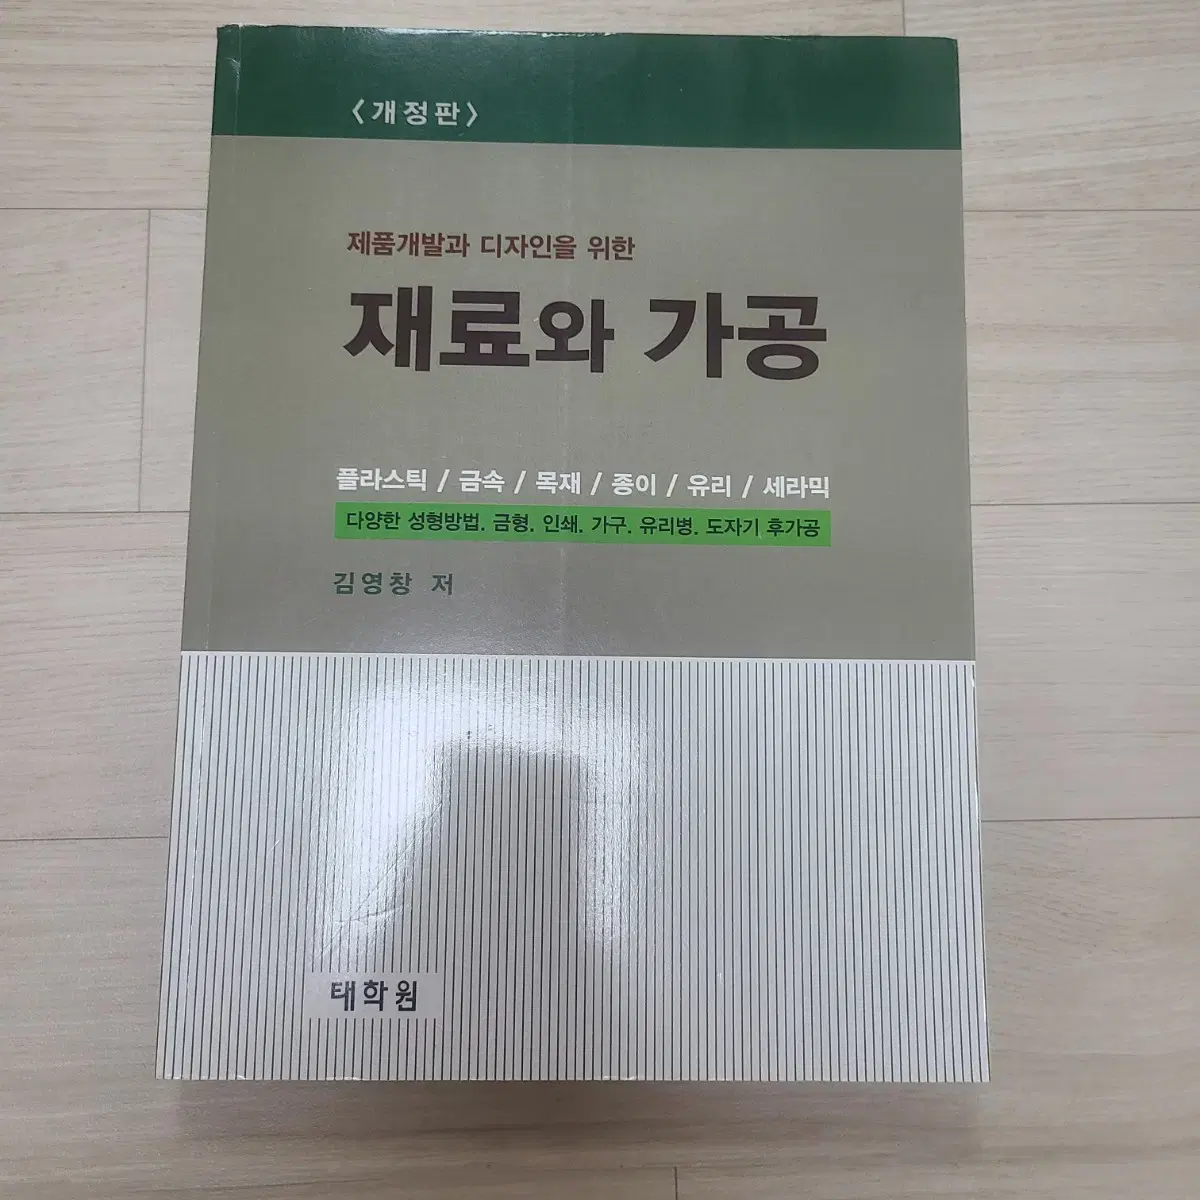 <개정판>
제품개발과 디자인을 위한
재료와 가공
플라스틱 / 금속 / 목재 / 종이 / 유리 / 세라믹
다양한 성형방법. 금형. 인쇄. 가구. 유리병. 도자기 후가공
김영창 저
태학원